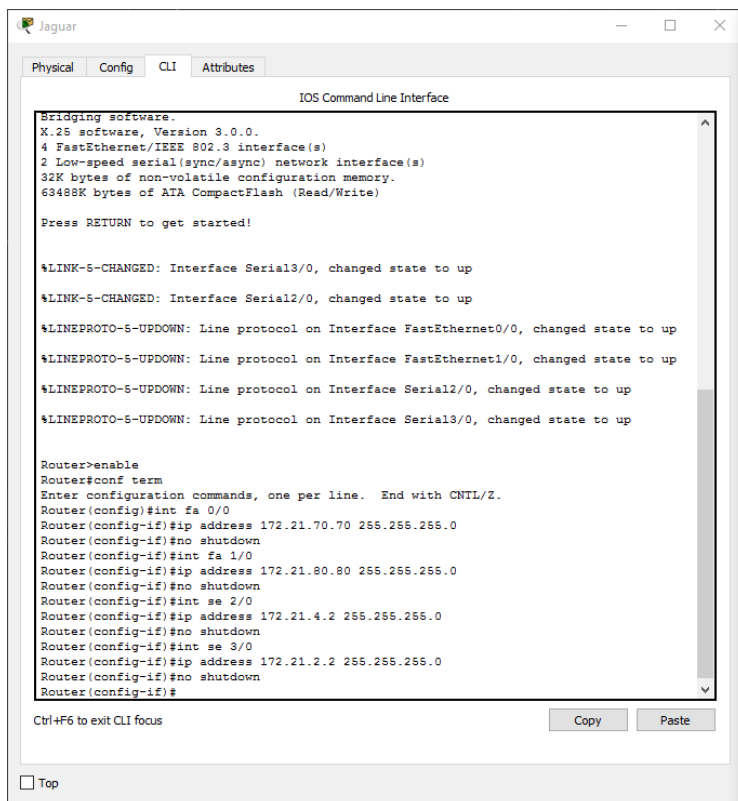 Jaguar
Physical Config CLI Attributes
IOS Command Line Interface
Bridging software.
X.25 software, Version 3.0.0.
4 FastEthernet/IEEE 802.3 interface(s)
2 Low-speed serial(sync/async) network interface(s)
32K bytes of non-volatile configuration memory.
63488K bytes of ATA CompactFlash (Read/Write)
Press RETURN to get started!
%LINK-5-CHANGED: Interface Serial3/0, changed state to up
%LINK-5-CHANGED: Interface Serial2/0, changed state to up
%LINEPROTO-5-UPDOWN: Line protocol on Interface FastEthernet0/0, changed state to up
%LINEPROTO-5-UPDOWN: Line protocol on Interface FastEthernet1/0, changed state to up
%LINEPROTO-5-UPDOWN: Line protocol on Interface Serial2/0, changed state to up
%LINEPROTO-5-UPDOWN: Line protocol on Interface Serial3/0, changed state to up
Router>enable
Router#conf term
Enter configuration commands, one per line. End with CNTL/Z.
Router(config)#int fa 0/0
Router(config-if)#ip address 172.21.70.70 255.255.255.0
Router(config-if)#no shutdown
Router(config-if)#int fa 1/0
Router(config-if)#ip address 172.21.80.80 255.255.255.0
Router(config-if)#no shutdown
Router(config-if)#int se 2/0
Router(config-if)#ip address 172.21.4.2 255.255.255.0
Router(config-if)#no shutdown
Router(config-if)#int se 3/0
Router(config-if)#ip address 172.21.2.2 255.255.255.0
Router(config-if)#no shutdown
Router(config-if)#
Ctrl+F6 to exit CLI focus
Copy Paste
Top